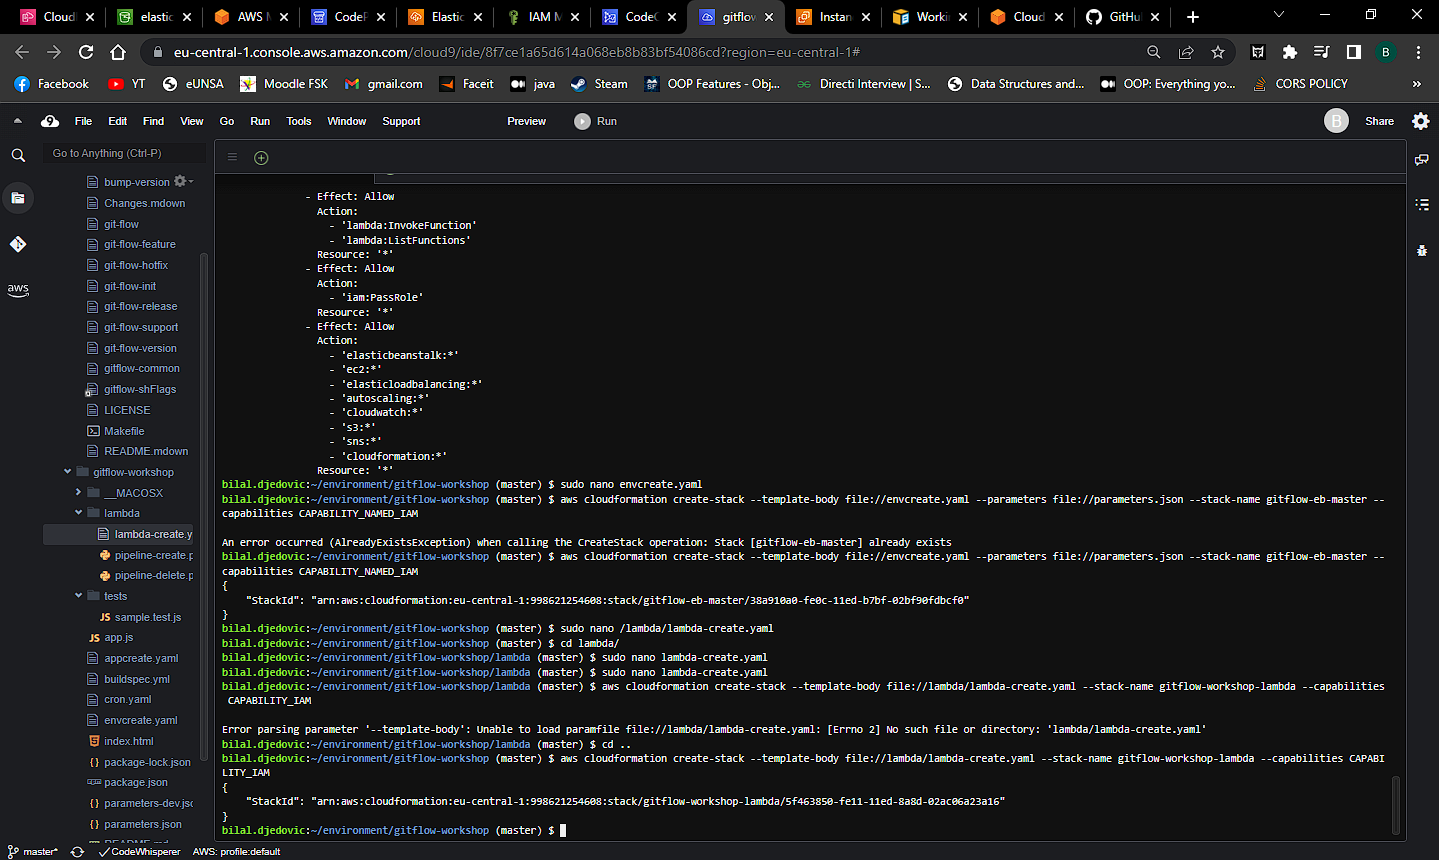 CloudF
elastic
AWS M
CodeP
Elastic
IAM M
CodeC
gitflow
Instan
Workin
Cloud
GitHu
eu-central-1.console.aws.amazon.com/cloud9/ide/8f7ce1a65d614a068eb8b83bf54086cd?region=eu-central-1#
B
Facebook
YT
eUNSA
Moodle FSK
gmail.com
Faceit
java
Steam
OOP Features - Obj...
Directi Interview | S...
Data Structures and...
OOP: Everything yo...
CORS POLICY
»
9
File Edit Find View Go Run Tools Window Support Preview Run
B
Share
Go to Anything (Ctrl-P)
aws
bump-version
Changes.mdown
git-flow
git-flow-feature
git-flow-hotfix
git-flow-init
git-flow-release
git-flow-support
git-flow-version
gitflow-common
gitflow-shFlags
LICENSE
Makefile
README.mdown
gitflow-workshop
__MACOSX
lambda
lambda-create.y
pipeline-create.p
pipeline-delete.p
tests
JS sample.test.js
JS app.js
appcreate.yaml
buildspec.yml
cron.yaml
envcreate.yaml
index.html
package-lock.json
package.json
parameters-dev.jsc
parameters.json
README.md
- Effect: Allow
Action:
- 'lambda:InvokeFunction'
- 'lambda:ListFunctions'
Resource: '*'
- Effect: Allow
Action:
- 'iam:PassRole'
Resource: '*'
- Effect: Allow
Action:
- 'elasticbeanstalk:*'
- 'ec2:*'
- 'elasticloadbalancing:*'
- 'autoscaling:*'
- 'cloudwatch:*'
- 's3:*'
- 'sns:*'
- 'cloudformation:*'
Resource: '*'
bilal.djedovic:~/environment/gitflow-workshop (master) $ sudo nano envcreate.yaml
bilal.djedovic:~/environment/gitflow-workshop (master) $ aws cloudformation create-stack --template-body file://envcreate.yaml --parameters file://parameters.json --stack-name gitflow-eb-master --
capabilities CAPABILITY_NAMED_IAM
An error occurred (AlreadyExistsException) when calling the CreateStack operation: Stack [gitflow-eb-master] already exists
bilal.djedovic:~/environment/gitflow-workshop (master) $ aws cloudformation create-stack --template-body file://envcreate.yaml --parameters file://parameters.json --stack-name gitflow-eb-master --
capabilities CAPABILITY_NAMED_IAM
{
"StackId": "arn:aws:cloudformation:eu-central-1:998621254608:stack/gitflow-eb-master/38a910a0-fe0c-11ed-b7bf-02bf90fdbcf0"
}
bilal.djedovic:~/environment/gitflow-workshop (master) $ sudo nano /lambda/lambda-create.yaml
bilal.djedovic:~/environment/gitflow-workshop (master) $ cd lambda/
bilal.djedovic:~/environment/gitflow-workshop/lambda (master) $ sudo nano lambda-create.yaml
bilal.djedovic:~/environment/gitflow-workshop/lambda (master) $ sudo nano lambda-create.yaml
bilal.djedovic:~/environment/gitflow-workshop/lambda (master) $ aws cloudformation create-stack --template-body file://lambda/lambda-create.yaml --stack-name gitflow-workshop-lambda --capabilities
CAPABILITY_IAM
Error parsing parameter '--template-body': Unable to load paramfile file://lambda/lambda-create.yaml: [Errno 2] No such file or directory: 'lambda/lambda-create.yaml'
bilal.djedovic:~/environment/gitflow-workshop/lambda (master) $ cd ..
bilal.djedovic:~/environment/gitflow-workshop (master) $ aws cloudformation create-stack --template-body file://lambda/lambda-create.yaml --stack-name gitflow-workshop-lambda --capabilities CAPABI
LITY_IAM
{
"StackId": "arn:aws:cloudformation:eu-central-1:998621254608:stack/gitflow-workshop-lambda/5f463850-fe11-11ed-8a8d-02ac06a23a16"
}
bilal.djedovic:~/environment/gitflow-workshop (master) $
master* CodeWhisperer AWS: profile:default